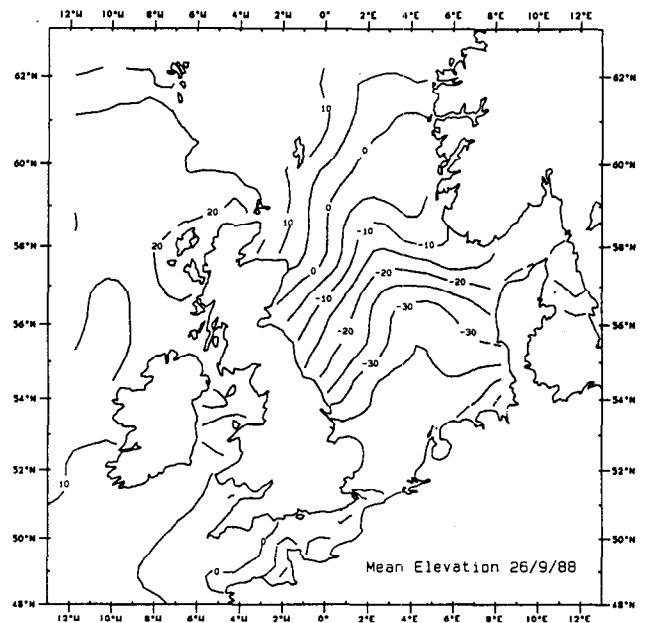 12°W 10°W 8°W 6°W 4°W 2°W 0° 2°E 4°E 6°E 8°E 10°E 12°E
62°N 62°N
10
60°N 60°N
0
20 10 0
-10 -10
58°N 58°N
20
0 -20 -20
-10
56°N -30 56°N
-20 -30
-30
54°N 54°N
52°N 52°N
10
50°N 50°N
0
0
Mean Elevation 26/9/88
48°N 48°N
12°W 10°W 8°W 6°W 4°W 2°W 0° 2°E 4°E 6°E 8°E 10°E 12°E